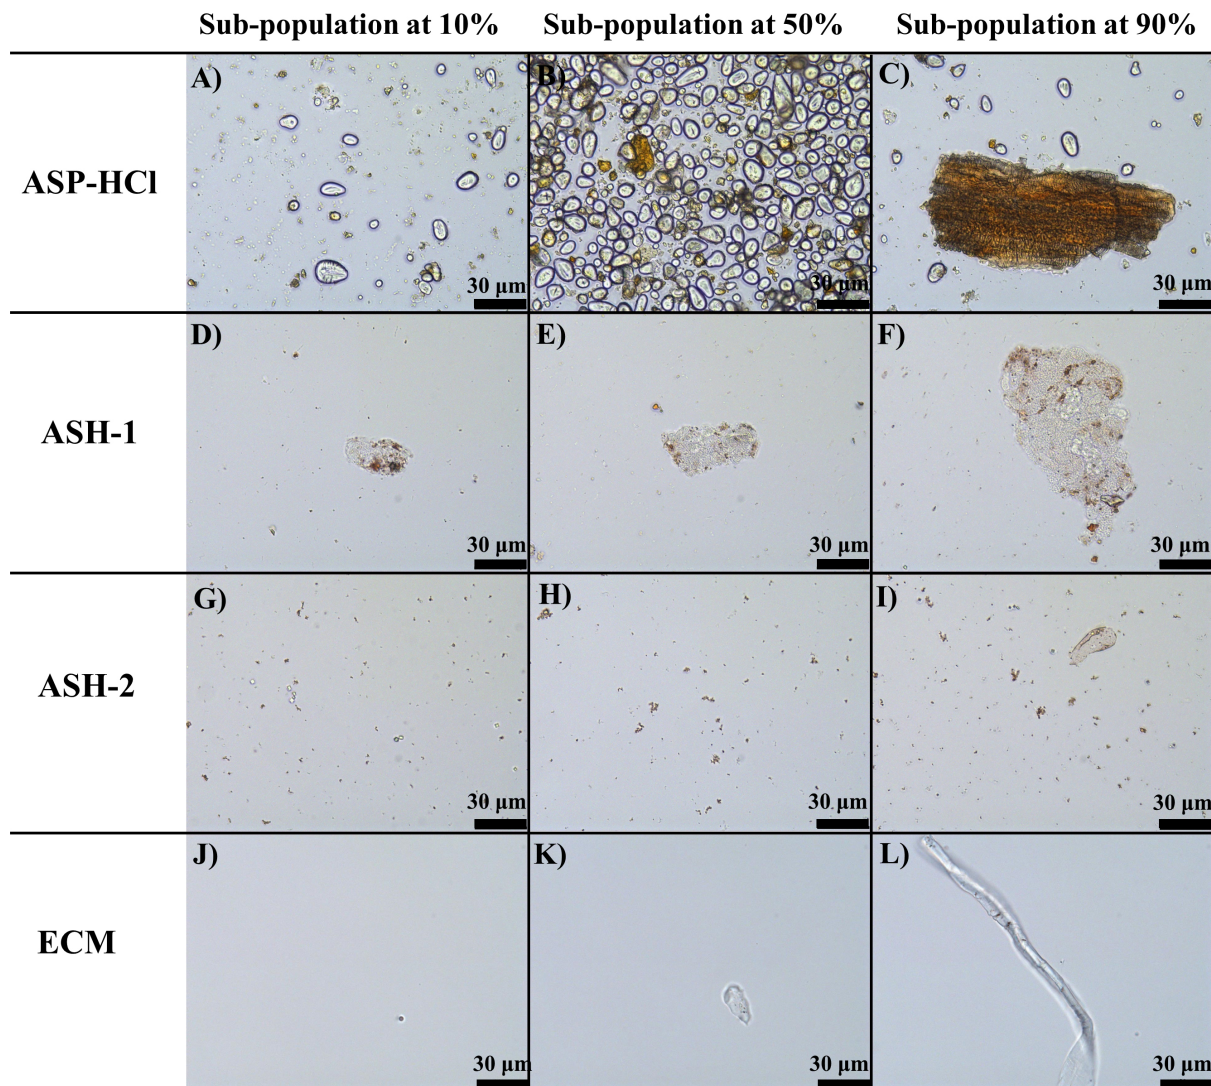 Sub-population at 10% Sub-population at 50% Sub-population at 90%
A) B) C)
ASP-HCl
30 µm 30 µm 30 µm
D) E) F)
ASH-1
30 µm 30 µm 30 µm
G) H) I)
ASH-2
30 µm 30 µm 30 µm
J) K) L)
ECM
30 µm 30 µm 30 µm